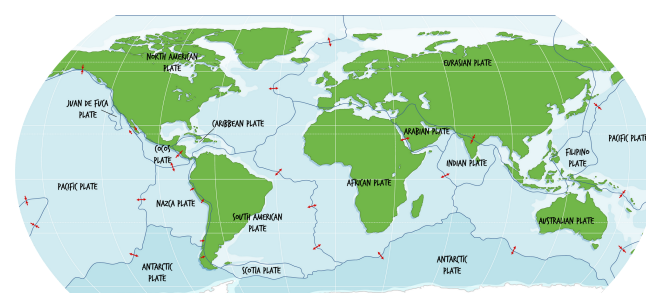 NORTH AMERICAN
PLATE
EURASIAN PLATE
JUAN DE FUCA
PLATE
CARIBBEAN PLATE
ARABIAN PLATE
PACIFIC PLATE
COCOS
PLATE
FILIPINO
PLATE
INDIAN PLATE
PACIFIC PLATE
AFRICAN PLATE
NAZCA PLATE
SOUTH AMERICAN
PLATE
AUSTRALIAN PLATE
ANTARCTIC
PLATE
SCOTIA PLATE
ANTARCTIC
PLATE